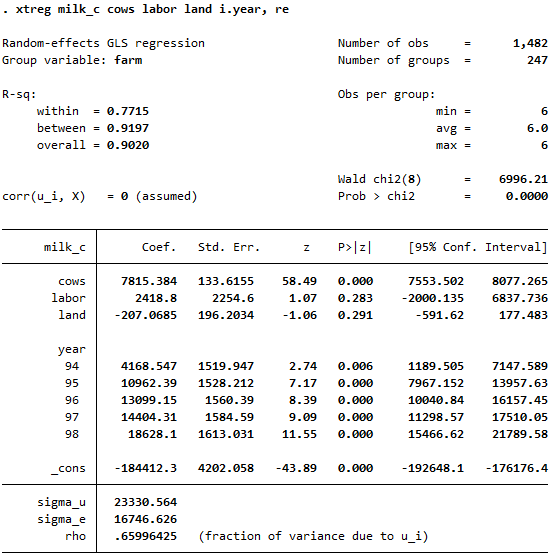 . xtreg milk_c cows labor land i.year, re
Random-effects GLS regression Number of obs = 1,482
Group variable: farm Number of groups = 247
R-sq: Obs per group:
within = 0.7715 min = 6
between = 0.9197 avg = 6.0
overall = 0.9020 max = 6
Wald chi2(8) = 6996.21
corr(u_i, X) = 0 (assumed) Prob > chi2 = 0.0000
milk_c Coef. Std. Err. z P>|z| [95% Conf. Interval]
cows 7815.384 133.6155 58.49 0.000 7553.502 8077.265
labor 2418.8 2254.6 1.07 0.283 -2000.135 6837.736
land -207.0685 196.2034 -1.06 0.291 -591.62 177.483
year
94 4168.547 1519.947 2.74 0.006 1189.505 7147.589
95 10962.39 1528.212 7.17 0.000 7967.152 13957.63
96 13099.15 1560.39 8.39 0.000 10040.84 16157.45
97 14404.31 1584.59 9.09 0.000 11298.57 17510.05
98 18628.1 1613.031 11.55 0.000 15466.62 21789.58
_cons -184412.3 4202.058 -43.89 0.000 -192648.1 -176176.4
sigma_u 23330.564
sigma_e 16746.626
rho .65996425 (fraction of variance due to u_i)